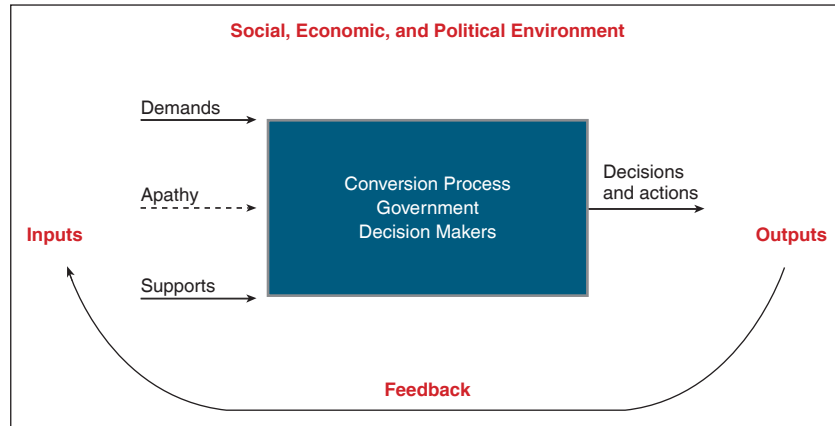 Social, Economic, and Political Environment
Demands
Apathy
Inputs
Supports
Conversion Process
Government
Decision Makers
Decisions
and actions
Outputs
Feedback